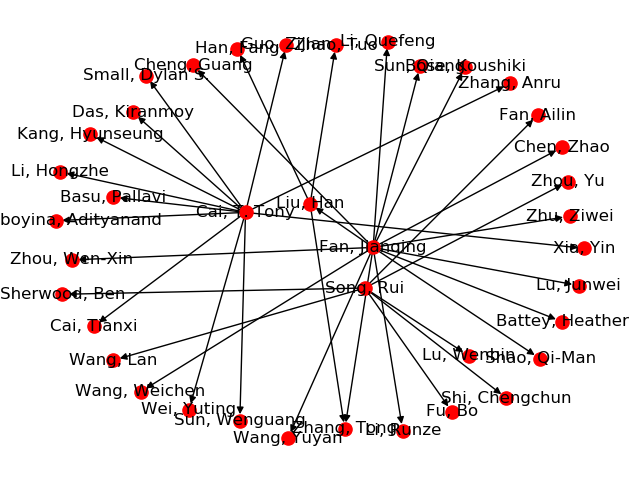 Li, Quefeng
Han, Fang
Guo, Zijian
Zhao, Tuo
Cheng, Guang
Sun, Qiang
Bose, Koushiki
Small, Dylan S
Zhang, Anru
Das, Kiranmoy
Fan, Ailin
Kang, Hyunseung
Chen, Zhao
Li, Hongzhe
Zhou, Yu
Basu, Pallavi
Liu, Han
Cai, T. Tony
Zhu, Ziwei
boyina, Adityanand
Fan, Jianqing
Xia, Yin
Zhou, Wen-Xin
Lu, Junwei
Song, Rui
Sherwood, Ben
Battey, Heather
Cai, Tianxi
Lu, Wenbin
Shao, Qi-Man
Wang, Lan
Wang, Weichen
Shi, Chengchun
Wei, Yuting
Fu, Bo
Sun, Wenguang
Zhang, Tong
Li, Runze
Wang, Yuyan